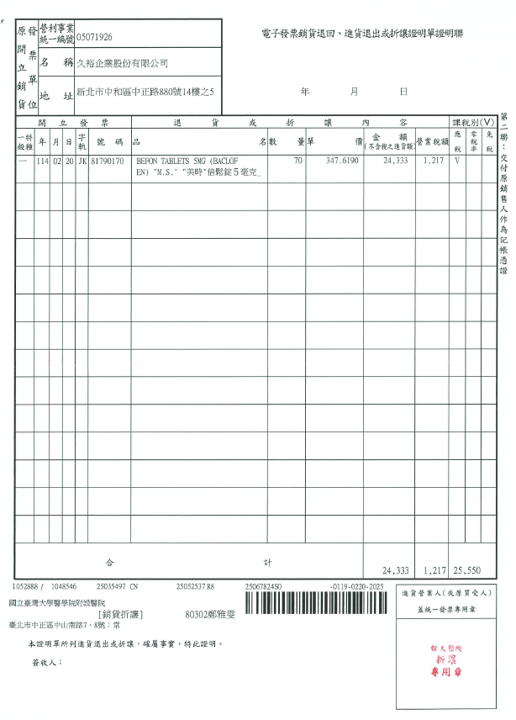 電子發票銷貨退回、進貨退出或折讓證明單證明聯
年 月 日
原開立銷貨 發票單位
營利事業統一編號 05071926
名 稱 久裕企業股份有限公司
地 址 新北市中和區中正路880號14樓之5
開 立 發 票 退 貨 或 折 讓 內 容 課稅別(V)
一般 特種 年 月 日 字軌 號 碼 品 名 數 量 單 價 金 額 (不含稅之進貨額) 營業稅額 應稅 零稅率 免稅
一 114 02 20 JK 81790170 BEFON TABLETS 5MG (BACLOF 70 347.6190 24,333 1,217 V
EN) "M.S." "美時"倍鬆錠5毫克_
合 計 24,333 1,217 25,550
第二聯：交付原銷售人作為記帳憑證
1052888 / 1048546 25035497 CN 25052537.88 2506782450 -0119-0220-2025
國立臺灣大學醫學院附設醫院
[銷貨折讓] 80302鄭雅雯
臺北市中正區中山南路7、8號；常
本證明單所列進貨退出或折讓，確屬事實，特此證明。
簽收人：
進貨營業人(或原買受人)
蓋統一發票專用章
台大醫院
折讓
專用章